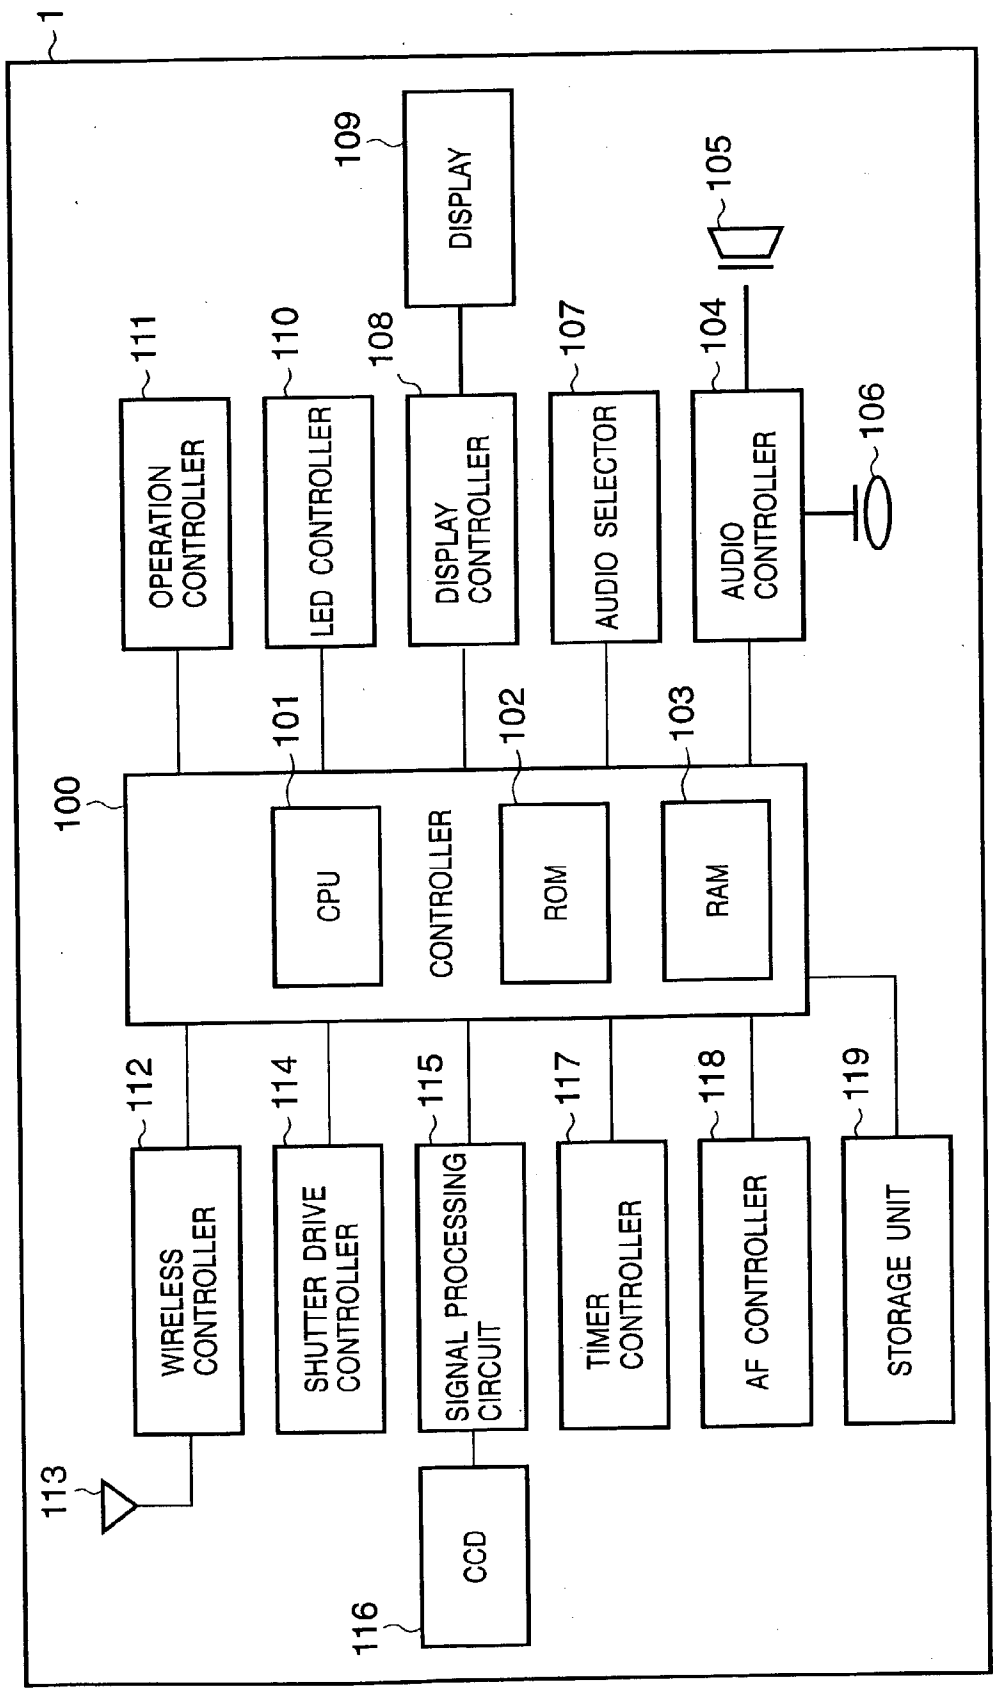 1
113
112
WIRELESS
CONTROLLER
114
SHUTTER DRIVE
CONTROLLER
115
SIGNAL PROCESSING
CIRCUIT
116
CCD
117
TIMER
CONTROLLER
118
AF CONTROLLER
119
STORAGE UNIT
100
101
CPU
CONTROLLER
102
ROM
103
RAM
111
OPERATION
CONTROLLER
110
LED CONTROLLER
108
DISPLAY
CONTROLLER
109
DISPLAY
107
AUDIO SELECTOR
104
AUDIO
CONTROLLER
105
106